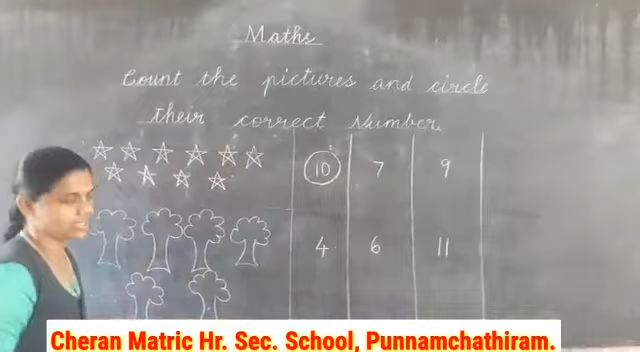 Maths
Count the pictures and circle
their correct Number.
10 7 9
4 6 11
Cheran Matric Hr. Sec. School, Punnamchathiram.